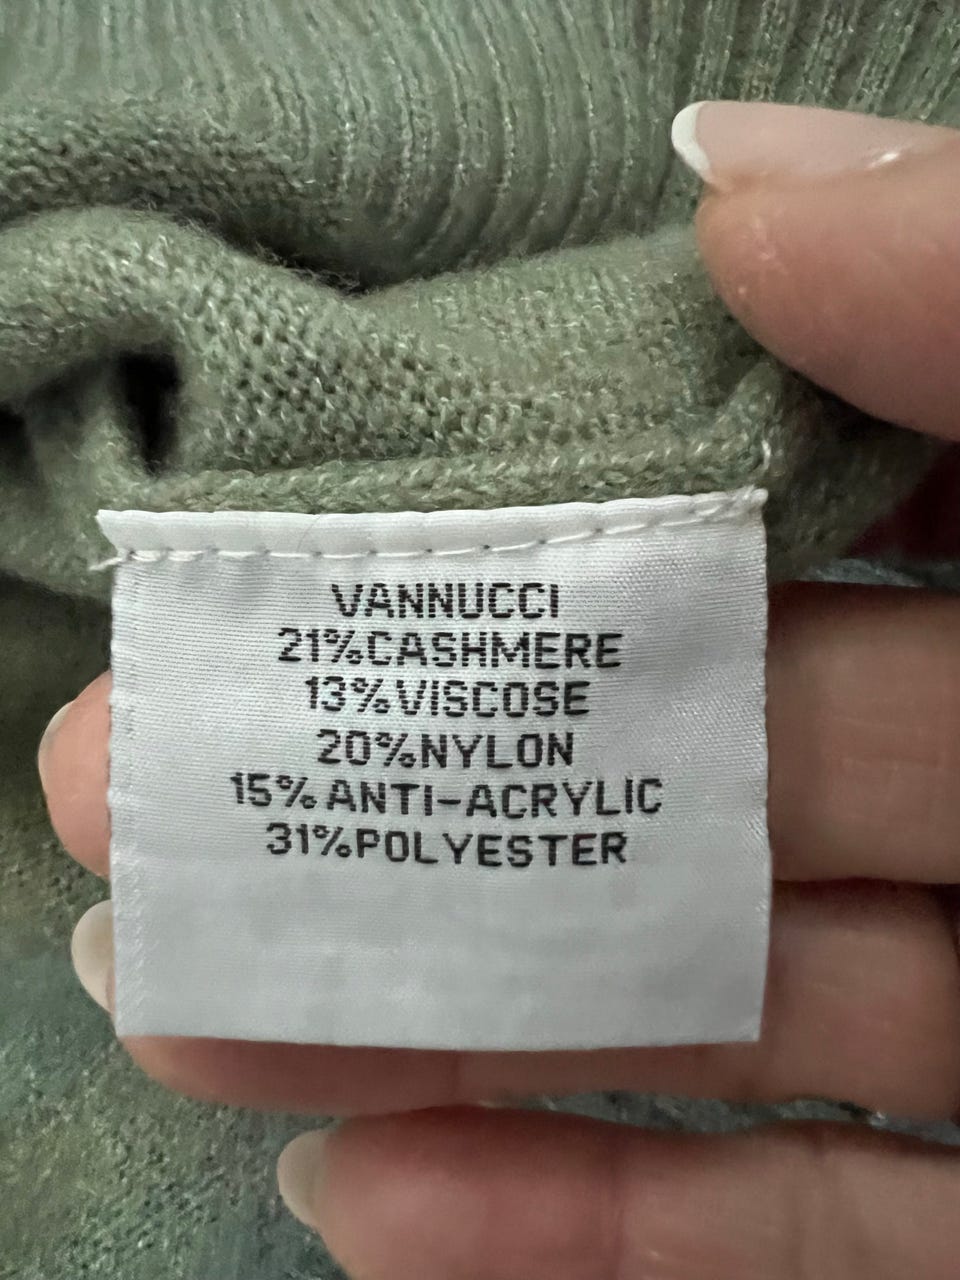 VANNUCCI
21%CASHMERE
13%VISCOSE
20%NYLON
15%ANTI-ACRYLIC
31%POLYESTER